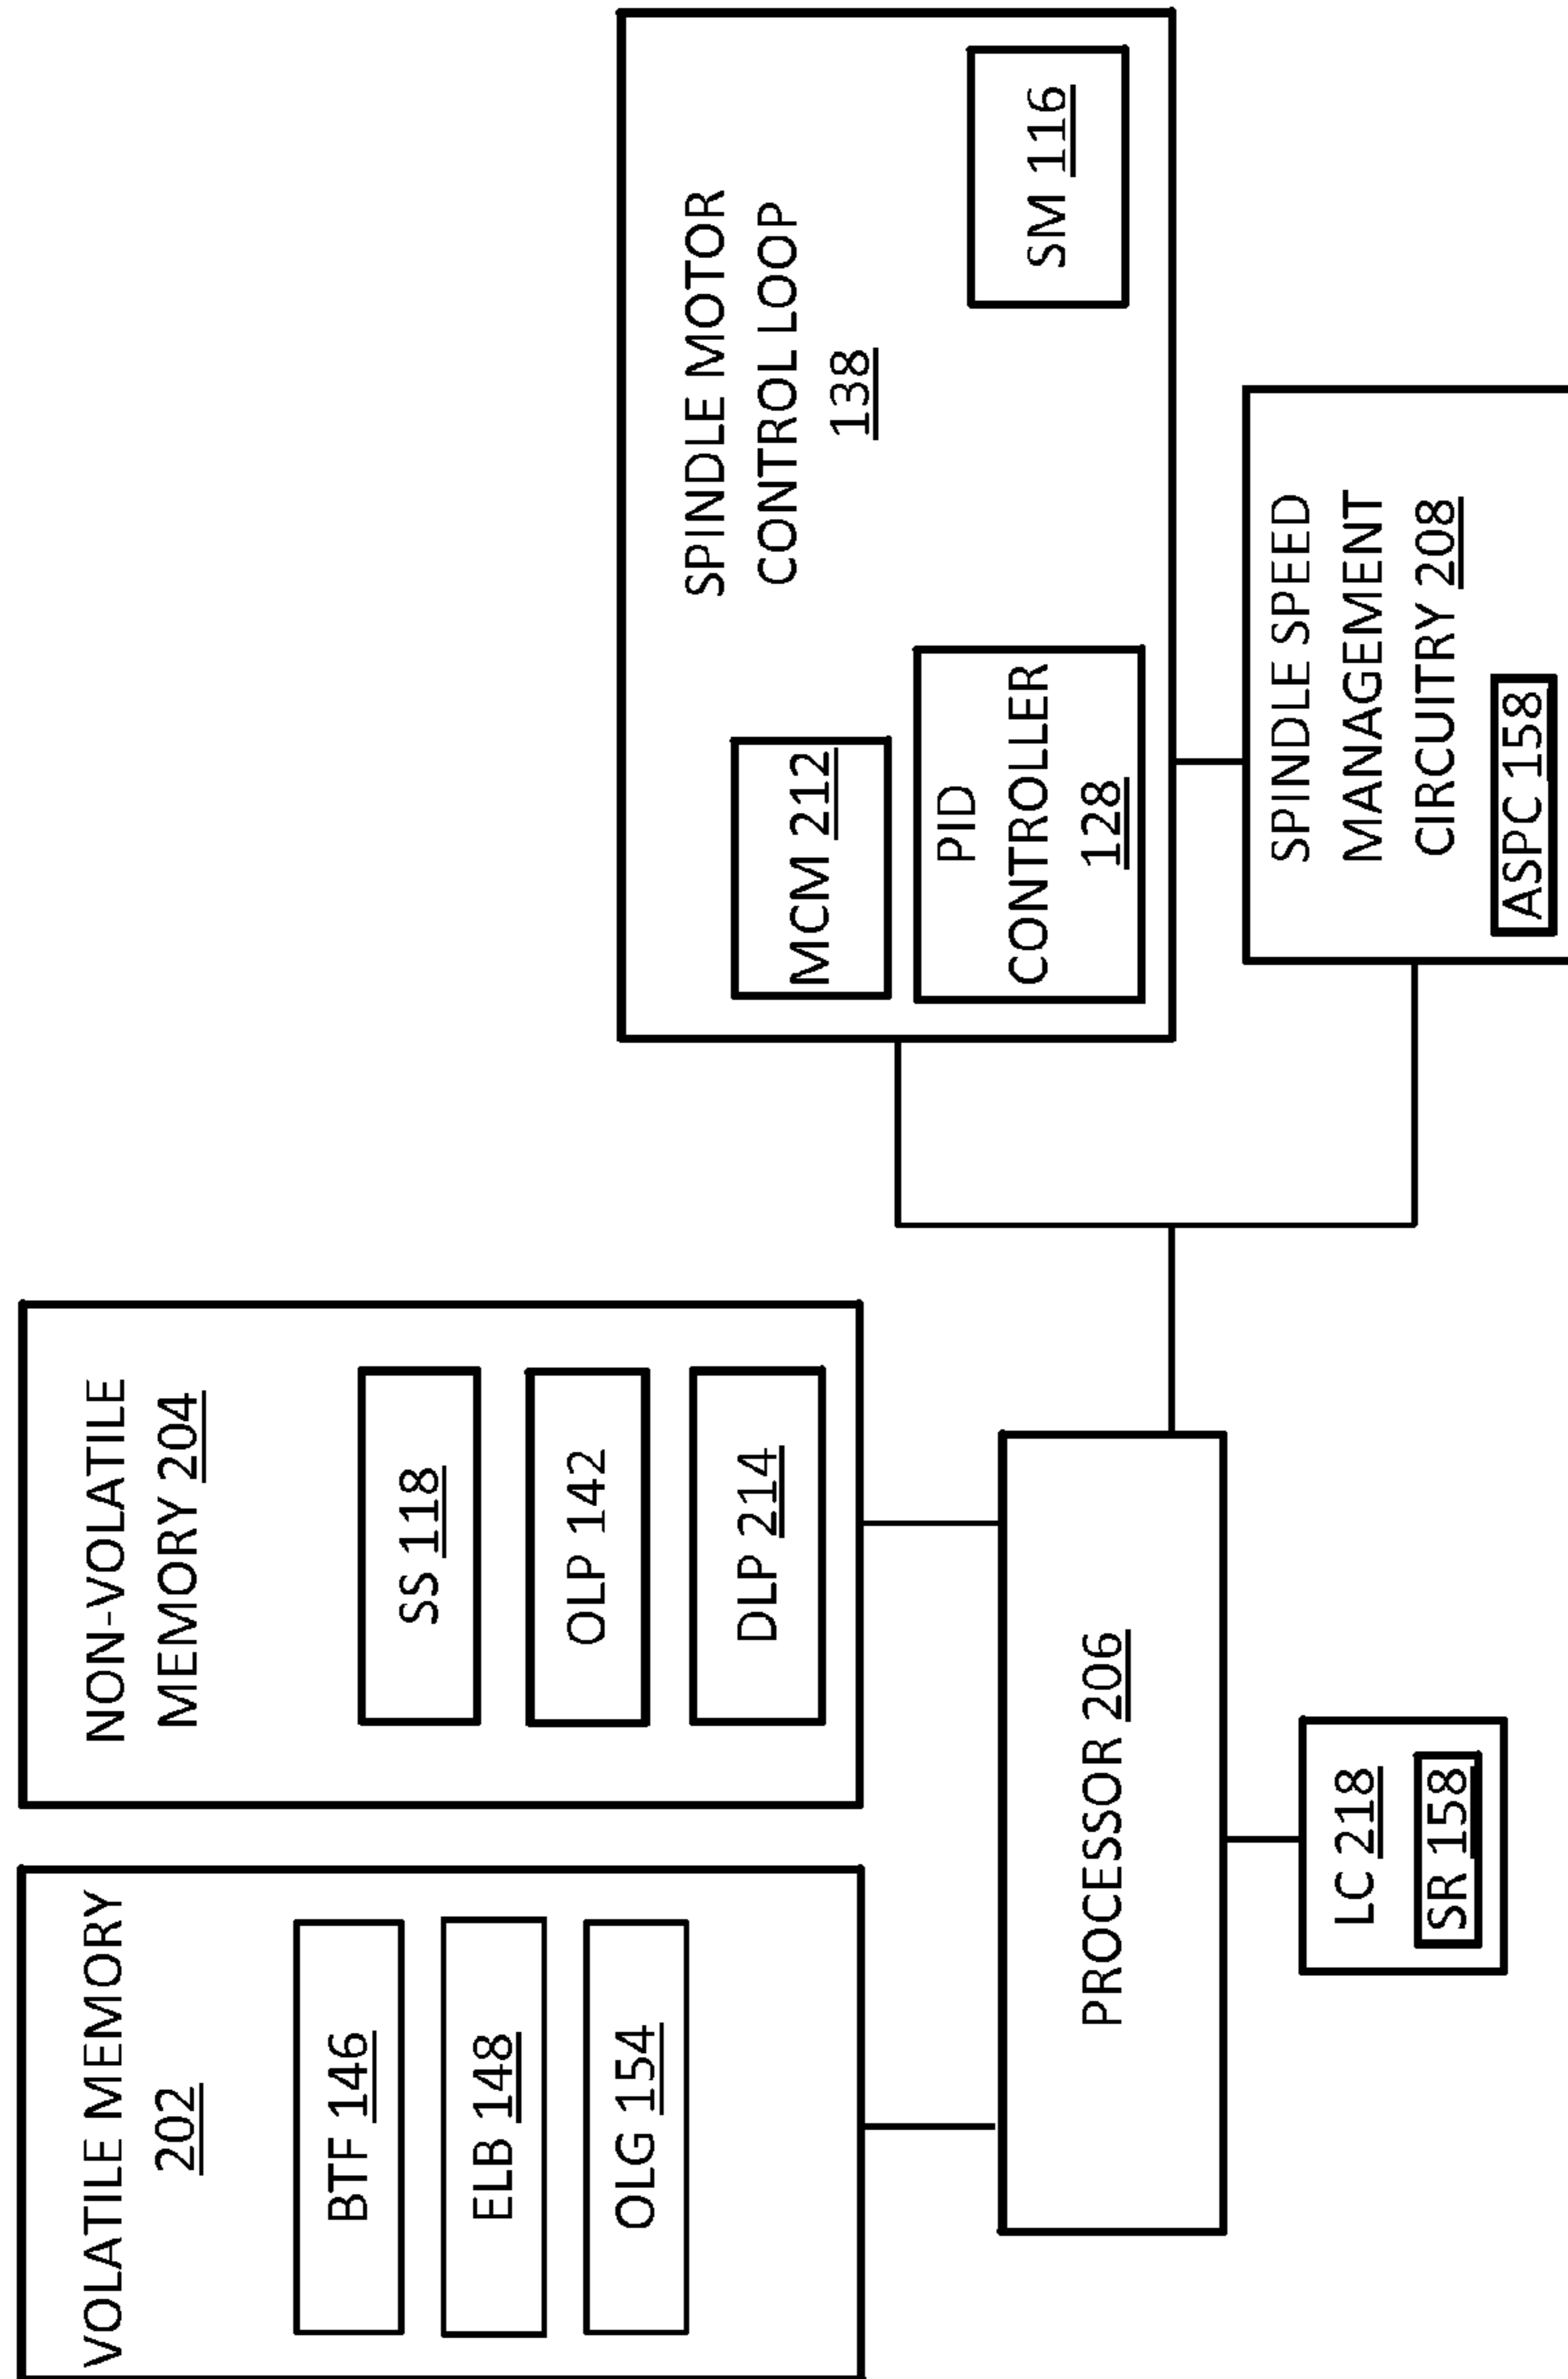 VOLATILE MEMORY
202
BTF 146
ELB 148
OLG 154
NON-VOLATILE
MEMORY 204
SS 118
OLP 142
DLP 214
PROCESSOR 206
LC 218
SR 158
SPINDLE MOTOR
CONTROL LOOP
138
MCM 212
PID
CONTROLLER
128
SM 116
SPINDLE SPEED
MANAGEMENT
CIRCUITRY 208
ASPC 158